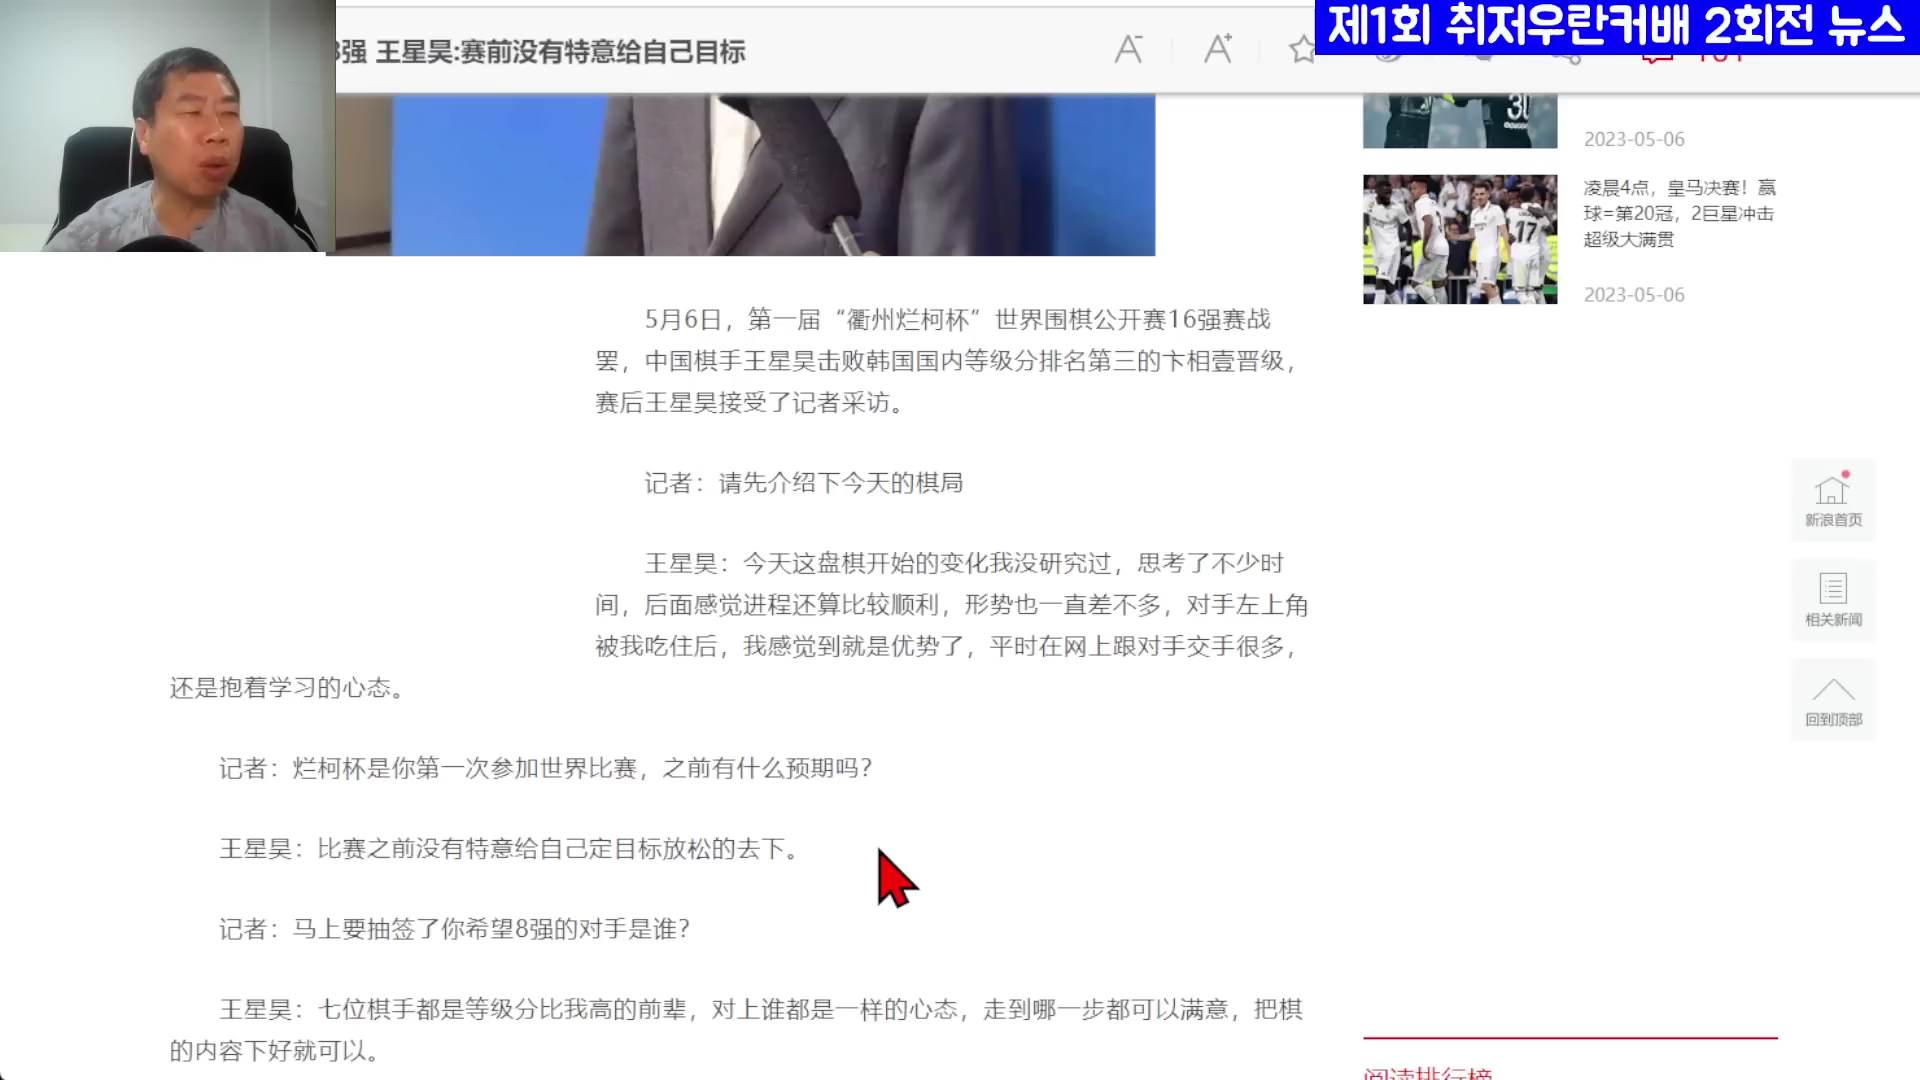 제1회 취저우란커배 2회전 뉴스
强 王星昊:赛前没有特意给自己目标
2023-05-06
凌晨4点，皇马决赛！赢
球=第20冠，2巨星冲击
超级大满贯
2023-05-06
5月6日，第一届“衢州烂柯杯”世界围棋公开赛16强赛战
罢，中国棋手王星昊击败韩国国内等级分排名第三的卞相壹晋级，
赛后王星昊接受了记者采访。
记者：请先介绍下今天的棋局
王星昊：今天这盘棋开始的变化我没研究过，思考了不少时
间，后面感觉进程还算比较顺利，形势也一直差不多，对手左上角
被我吃住后，我感觉到就是优势了，平时在网上跟对手交手很多，
还是抱着学习的心态。
记者：烂柯杯是你第一次参加世界比赛，之前有什么预期吗？
王星昊：比赛之前没有特意给自己定目标放松的去下。
记者：马上要抽签了你希望8强的对手是谁？
王星昊：七位棋手都是等级分比我高的前辈，对上谁都是一样的心态，走到哪一步都可以满意，把棋
的内容下好就可以。
新浪首页
相关新闻
回到顶部
阅读排行榜